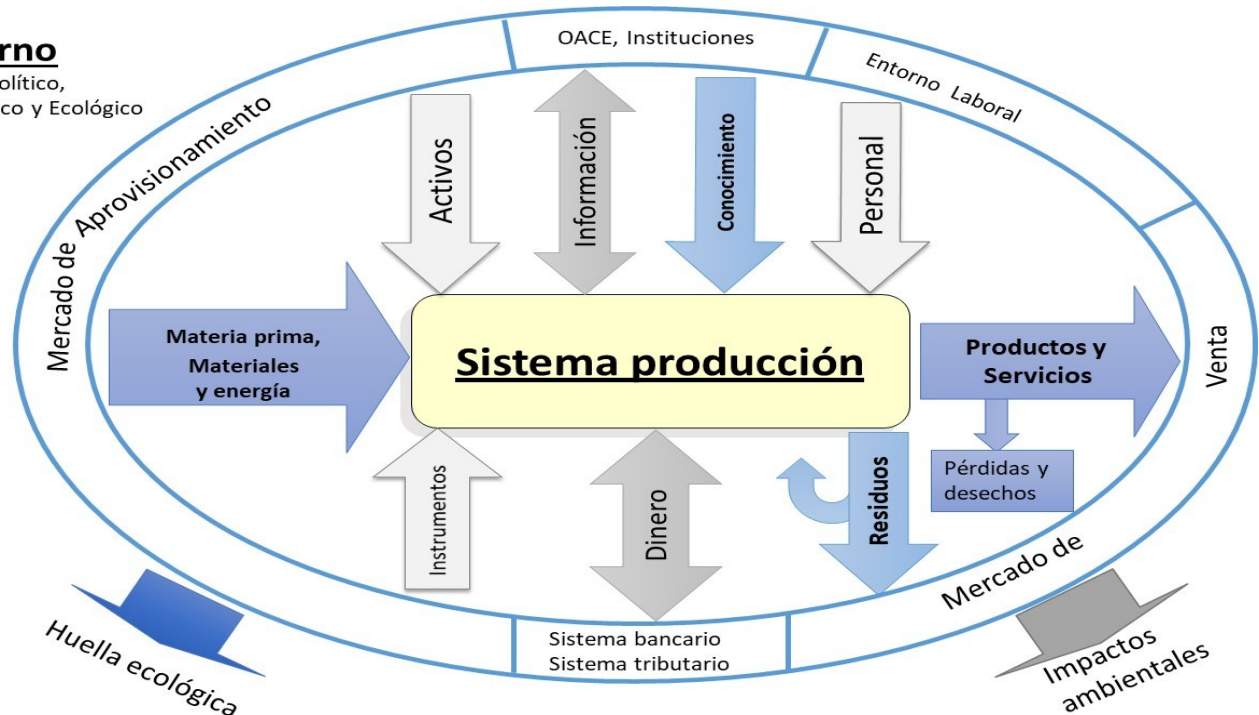 rno
olítico,
co y Ecológico
OACE, Instituciones
Entorno Laboral
Mercado de Aprovisionamiento
Activos
Información
Conocimiento
Personal
Materia prima,
Materiales
y energía
Sistema producción
Productos y
Servicios
Venta
Pérdidas y
desechos
Instrumentos
Dinero
Residuos
Mercado de
Sistema bancario
Sistema tributario
Huella ecológica
Impactos
ambientales